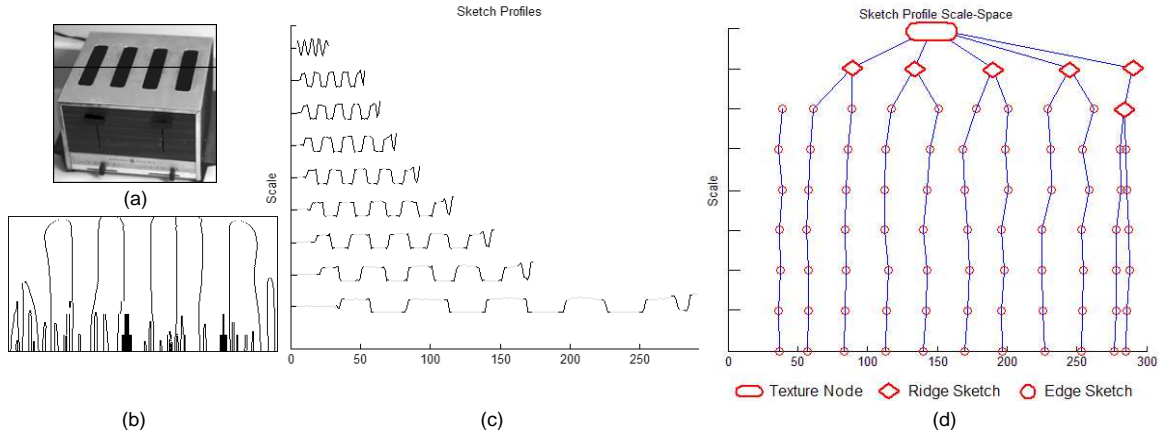 Sketch Profiles
Scale
0 50 100 150 200 250
Sketch Profile Scale-Space
Scale
0 50 100 150 200 250 300
Texture Node Ridge Sketch Edge Sketch
(a)
(b)
(c)
(d)